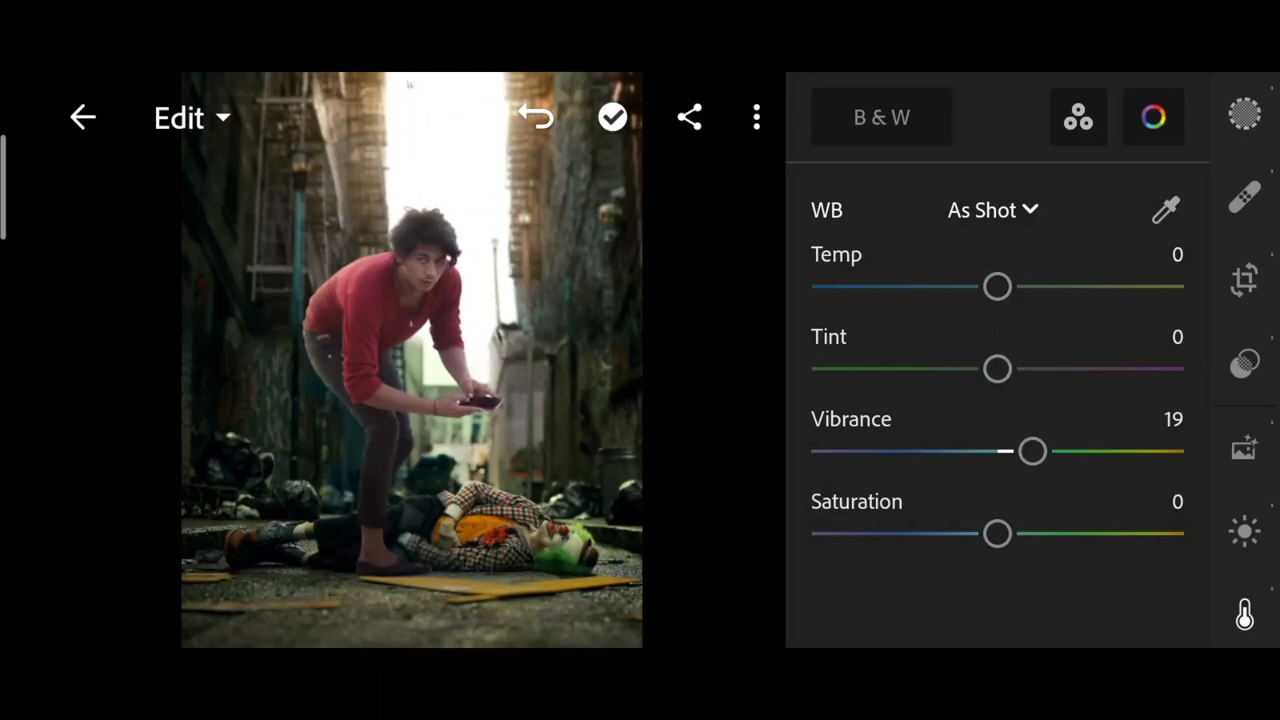 Edit
B & W
WB
As Shot
Temp
0
Tint
0
Vibrance
19
Saturation
0